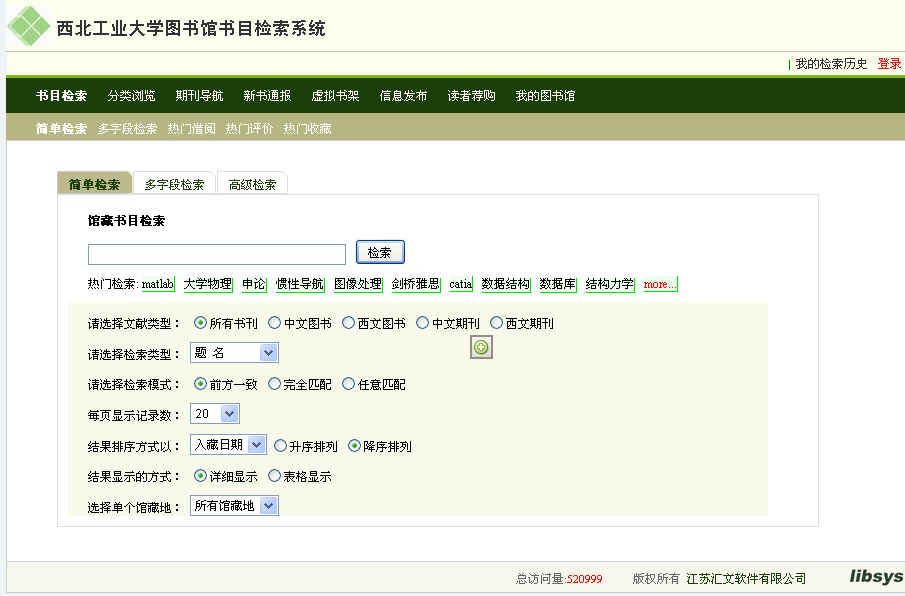 西北工业大学图书馆书目检索系统
| 我的检索历史 登录
书目检索 分类浏览 期刊导航 新书通报 虚拟书架 信息发布 读者荐购 我的图书馆
简单检索 多字段检索 热门借阅 热门评价 热门收藏
简单检索 多字段检索 高级检索
馆藏书目检索
检索
热门检索: matlab 大学物理 申论 惯性导航 图像处理 剑桥雅思 catia 数据结构 数据库 结构力学 more...
请选择文献类型： 所有书刊 中文图书 西文图书 中文期刊 西文期刊
请选择检索类型： 题 名
请选择检索模式： 前方一致 完全匹配 任意匹配
每页显示记录数： 20
结果排序方式以： 入藏日期 升序排列 降序排列
结果显示的方式： 详细显示 表格显示
选择单个馆藏地： 所有馆藏地
总访问量:520999 版权所有 江苏汇文软件有限公司 libsys